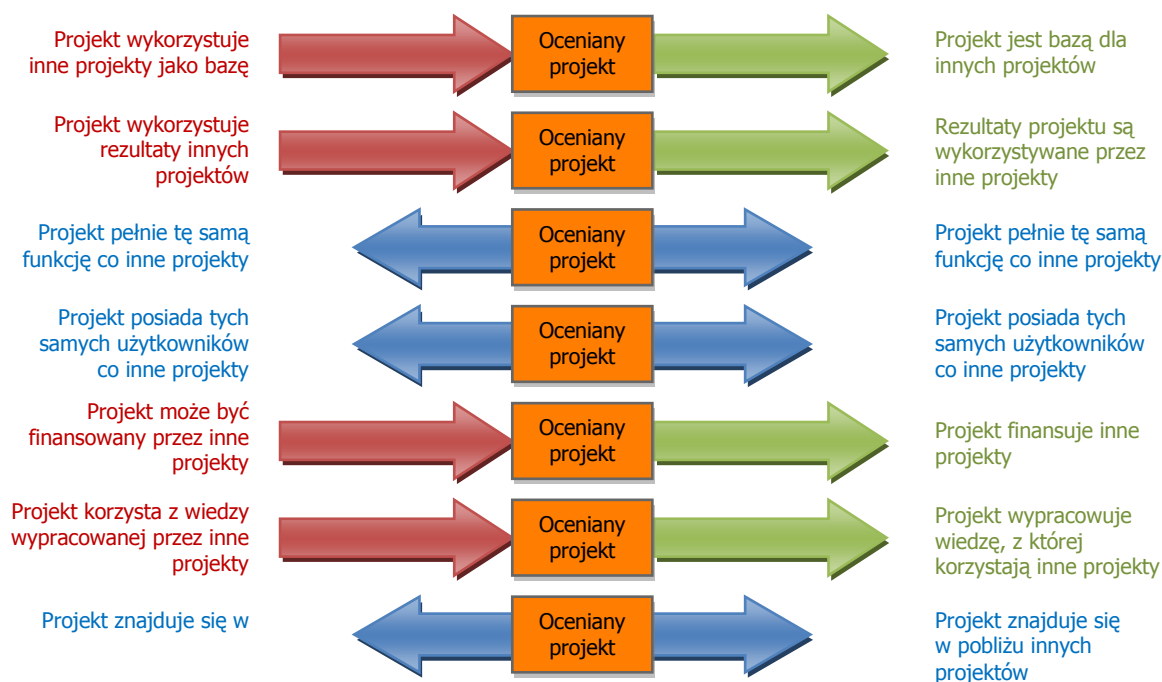 Projekt wykorzystuje
inne projekty jako bazę
Oceniany
projekt
Projekt jest bazą dla
innych projektów
Projekt wykorzystuje
rezultaty innych
projektów
Oceniany
projekt
Rezultaty projektu są
wykorzystywane przez
inne projekty
Projekt pełnie tę samą
funkcję co inne projekty
Oceniany
projekt
Projekt pełnie tę samą
funkcję co inne projekty
Projekt posiada tych
samych użytkowników
co inne projekty
Oceniany
projekt
Projekt posiada tych
samych użytkowników
co inne projekty
Projekt może być
finansowany przez inne
projekty
Oceniany
projekt
Projekt finansuje inne
projekty
Projekt korzysta z wiedzy
wypracowanej przez inne
projekty
Oceniany
projekt
Projekt wypracowuje
wiedzę, z której
korzystają inne projekty
Projekt znajduje się w
Oceniany
projekt
Projekt znajduje się
w pobliżu innych
projektów